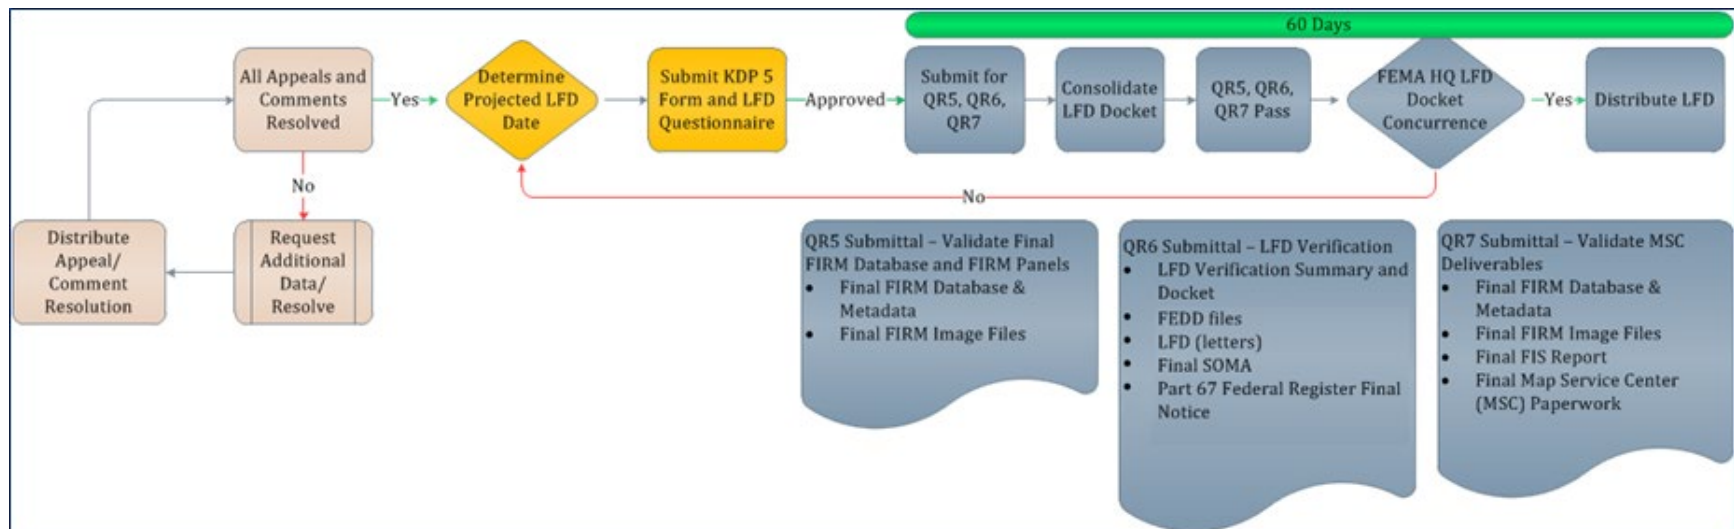 60 Days
All Appeals and
Comments
Resolved
Yes
Determine
Projected LFD
Date
Submit KDP 5
Form and LFD
Questionnaire
Approved
Submit for
QR5, QR6,
QR7
Consolidate
LFD Docket
QR5, QR6,
QR7 Pass
FEMA HQ LFD
Docket
Concurrence
Yes
Distribute LFD
No
No
Distribute
Appeal/
Comment
Resolution
Request
Additional
Data/
Resolve
QR5 Submittal – Validate Final
FIRM Database and FIRM Panels
• Final FIRM Database &
Metadata
• Final FIRM Image Files
QR6 Submittal – LFD Verification
• LFD Verification Summary and
Docket
• FEDD files
• LFD (letters)
• Final SOMA
• Part 67 Federal Register Final
Notice
QR7 Submittal – Validate MSC
Deliverables
• Final FIRM Database &
Metadata
• Final FIRM Image Files
• Final FIS Report
• Final Map Service Center
(MSC) Paperwork